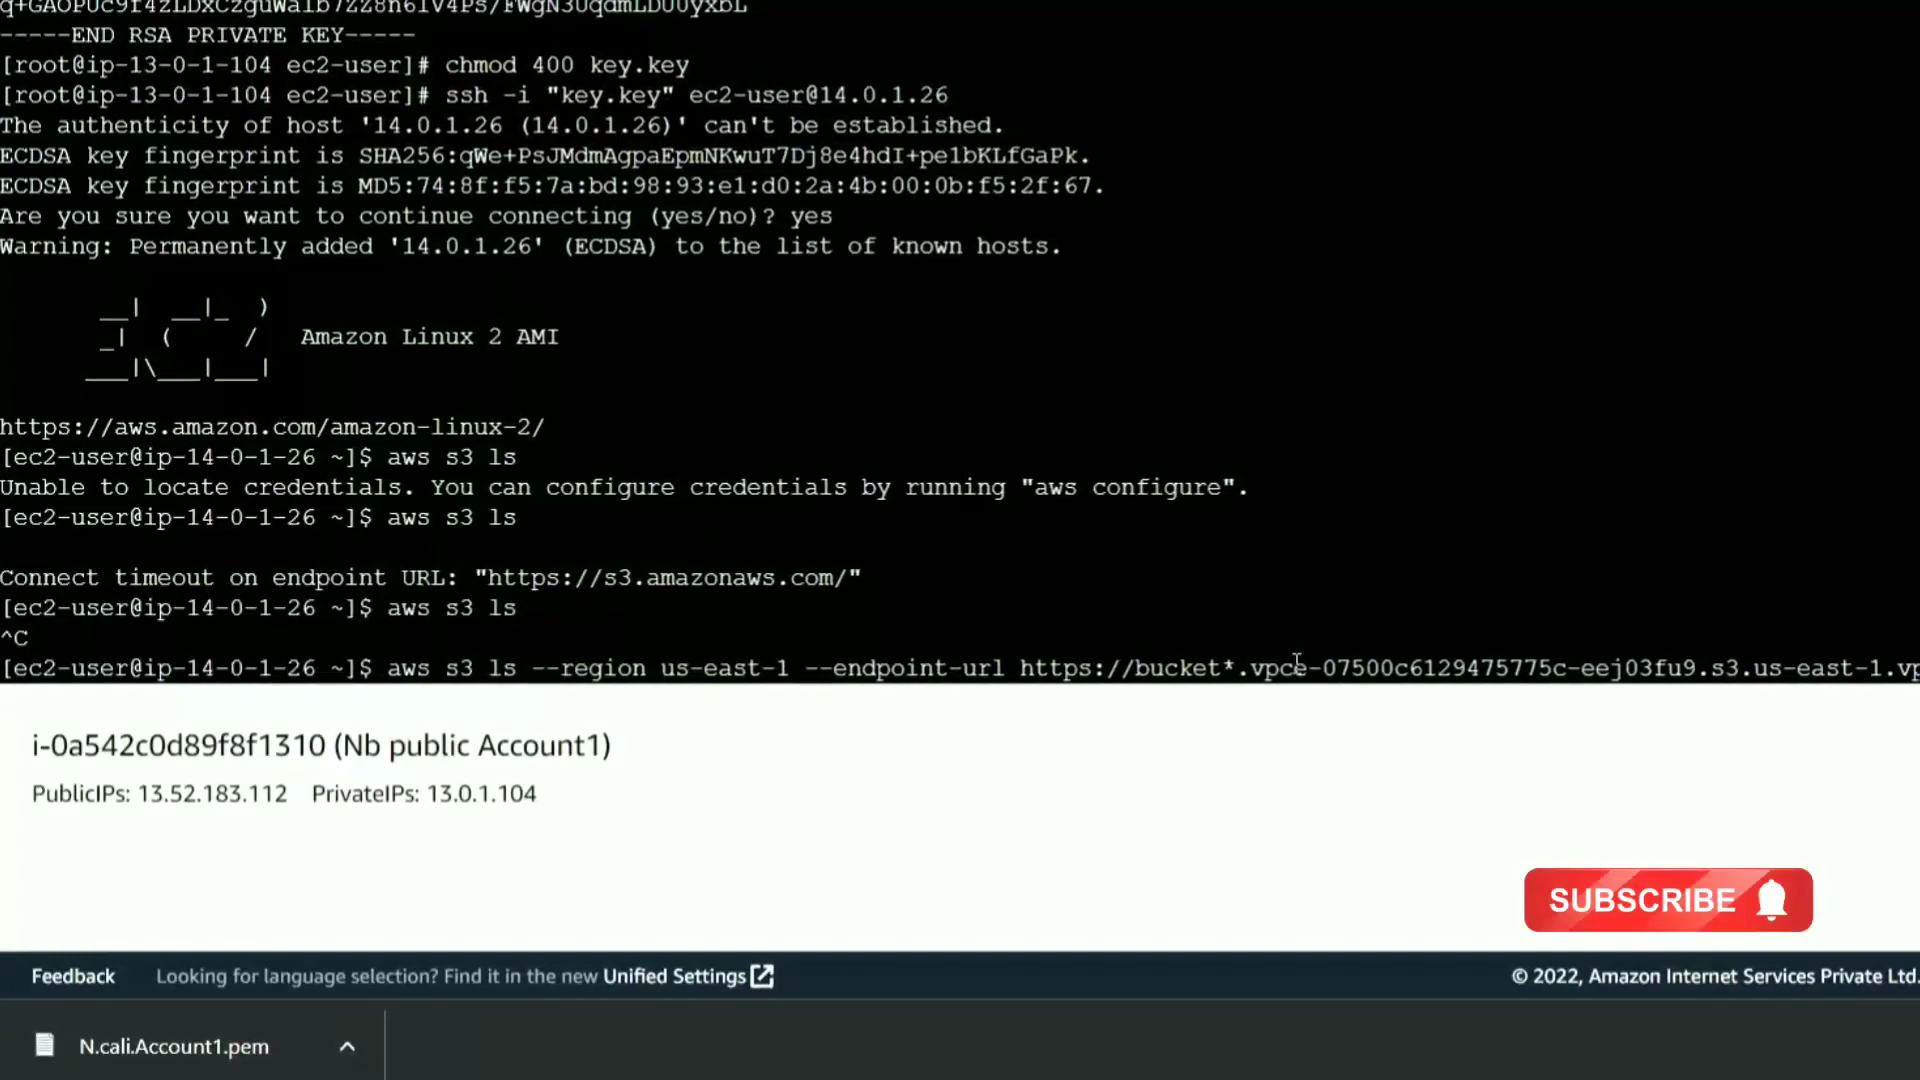 -----END RSA PRIVATE KEY-----
[root@ip-13-0-1-104 ec2-user]# chmod 400 key.key
[root@ip-13-0-1-104 ec2-user]# ssh -i "key.key" ec2-user@14.0.1.26
The authenticity of host '14.0.1.26 (14.0.1.26)' can't be established.
ECDSA key fingerprint is SHA256:qWe+PsJMdmAgpaEpmNKwuT7Dj8e4hdI+pe1bKLfGaPk.
ECDSA key fingerprint is MD5:74:8f:f5:7a:bd:98:93:e1:d0:2a:4b:00:0b:f5:2f:67.
Are you sure you want to continue connecting (yes/no)? yes
Warning: Permanently added '14.0.1.26' (ECDSA) to the list of known hosts.
       __|  __|_  )
       _|  (     /   Amazon Linux 2 AMI
      ___|\___|___|
https://aws.amazon.com/amazon-linux-2/
[ec2-user@ip-14-0-1-26 ~]$ aws s3 ls
Unable to locate credentials. You can configure credentials by running "aws configure".
[ec2-user@ip-14-0-1-26 ~]$ aws s3 ls
Connect timeout on endpoint URL: "https://s3.amazonaws.com/"
[ec2-user@ip-14-0-1-26 ~]$ aws s3 ls
^C
[ec2-user@ip-14-0-1-26 ~]$ aws s3 ls --region us-east-1 --endpoint-url https://bucket*.vpce-07500c6129475775c-eej03fu9.s3.us-east-1.vp
i-0a542c0d89f8f1310 (Nb public Account1)
PublicIPs: 13.52.183.112 PrivateIPs: 13.0.1.104
SUBSCRIBE
Feedback Looking for language selection? Find it in the new Unified Settings © 2022, Amazon Internet Services Private Ltd.
N.cali.Account1.pem